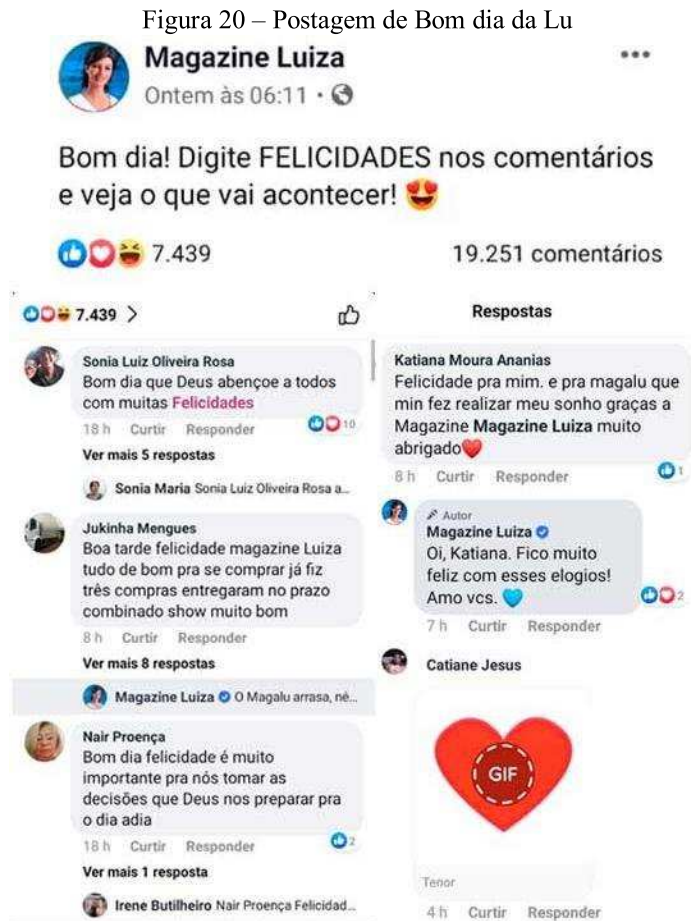 Figura 20 – Postagem de Bom dia da Lu
Magazine Luiza
Ontem às 06:11 ·
Bom dia! Digite FELICIDADES nos comentários
e veja o que vai acontecer! 😍
7.439
19.251 comentários
7.439
Sonia Luiz Oliveira Rosa
Bom dia que Deus abençoe a todos
com muitas Felicidades
10
18 h Curtir Responder
Ver mais 5 respostas
Sonia Maria Sonia Luiz Oliveira Rosa a...
Jukinha Mengues
Boa tarde felicidade magazine Luiza
tudo de bom pra se comprar já fiz
três compras entregaram no prazo
combinado show muito bom
8 h Curtir Responder
Ver mais 8 respostas
Magazine Luiza O Magalu arrasa, né...
Nair Proença
Bom dia felicidade é muito
importante pra nós tomar as
decisões que Deus nos preparar pra
o dia adia
2
18 h Curtir Responder
Ver mais 1 resposta
Irene Butilheiro Nair Proença Felicidad...
Respostas
Katiana Moura Ananias
Felicidade pra mim. e pra magalu que
min fez realizar meu sonho graças a
Magazine Magazine Luiza muito
abrigado❤️
1
8 h Curtir Responder
Autor
Magazine Luiza
Oi, Katiana. Fico muito
feliz com esses elogios!
Amo vcs. 💙
2
7 h Curtir Responder
Catiane Jesus
GIF
Tenor
4 h Curtir Responder